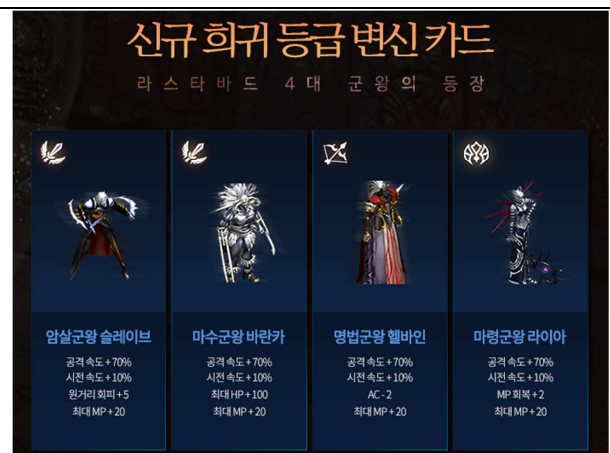 신규 희귀 등급 변신 카드
라스타바드 4대 군왕의 등장
암살군왕 슬레이브
공격 속도 + 70%
시전 속도 + 10%
원거리 회피 + 5
최대 MP + 20
마수군왕 바란카
공격 속도 + 70%
시전 속도 + 10%
최대 HP + 100
최대 MP + 20
명법군왕 헬바인
공격 속도 + 70%
시전 속도 + 10%
AC - 2
최대 MP + 20
마령군왕 라이아
공격 속도 + 70%
시전 속도 + 10%
MP 회복 + 2
최대 MP + 20